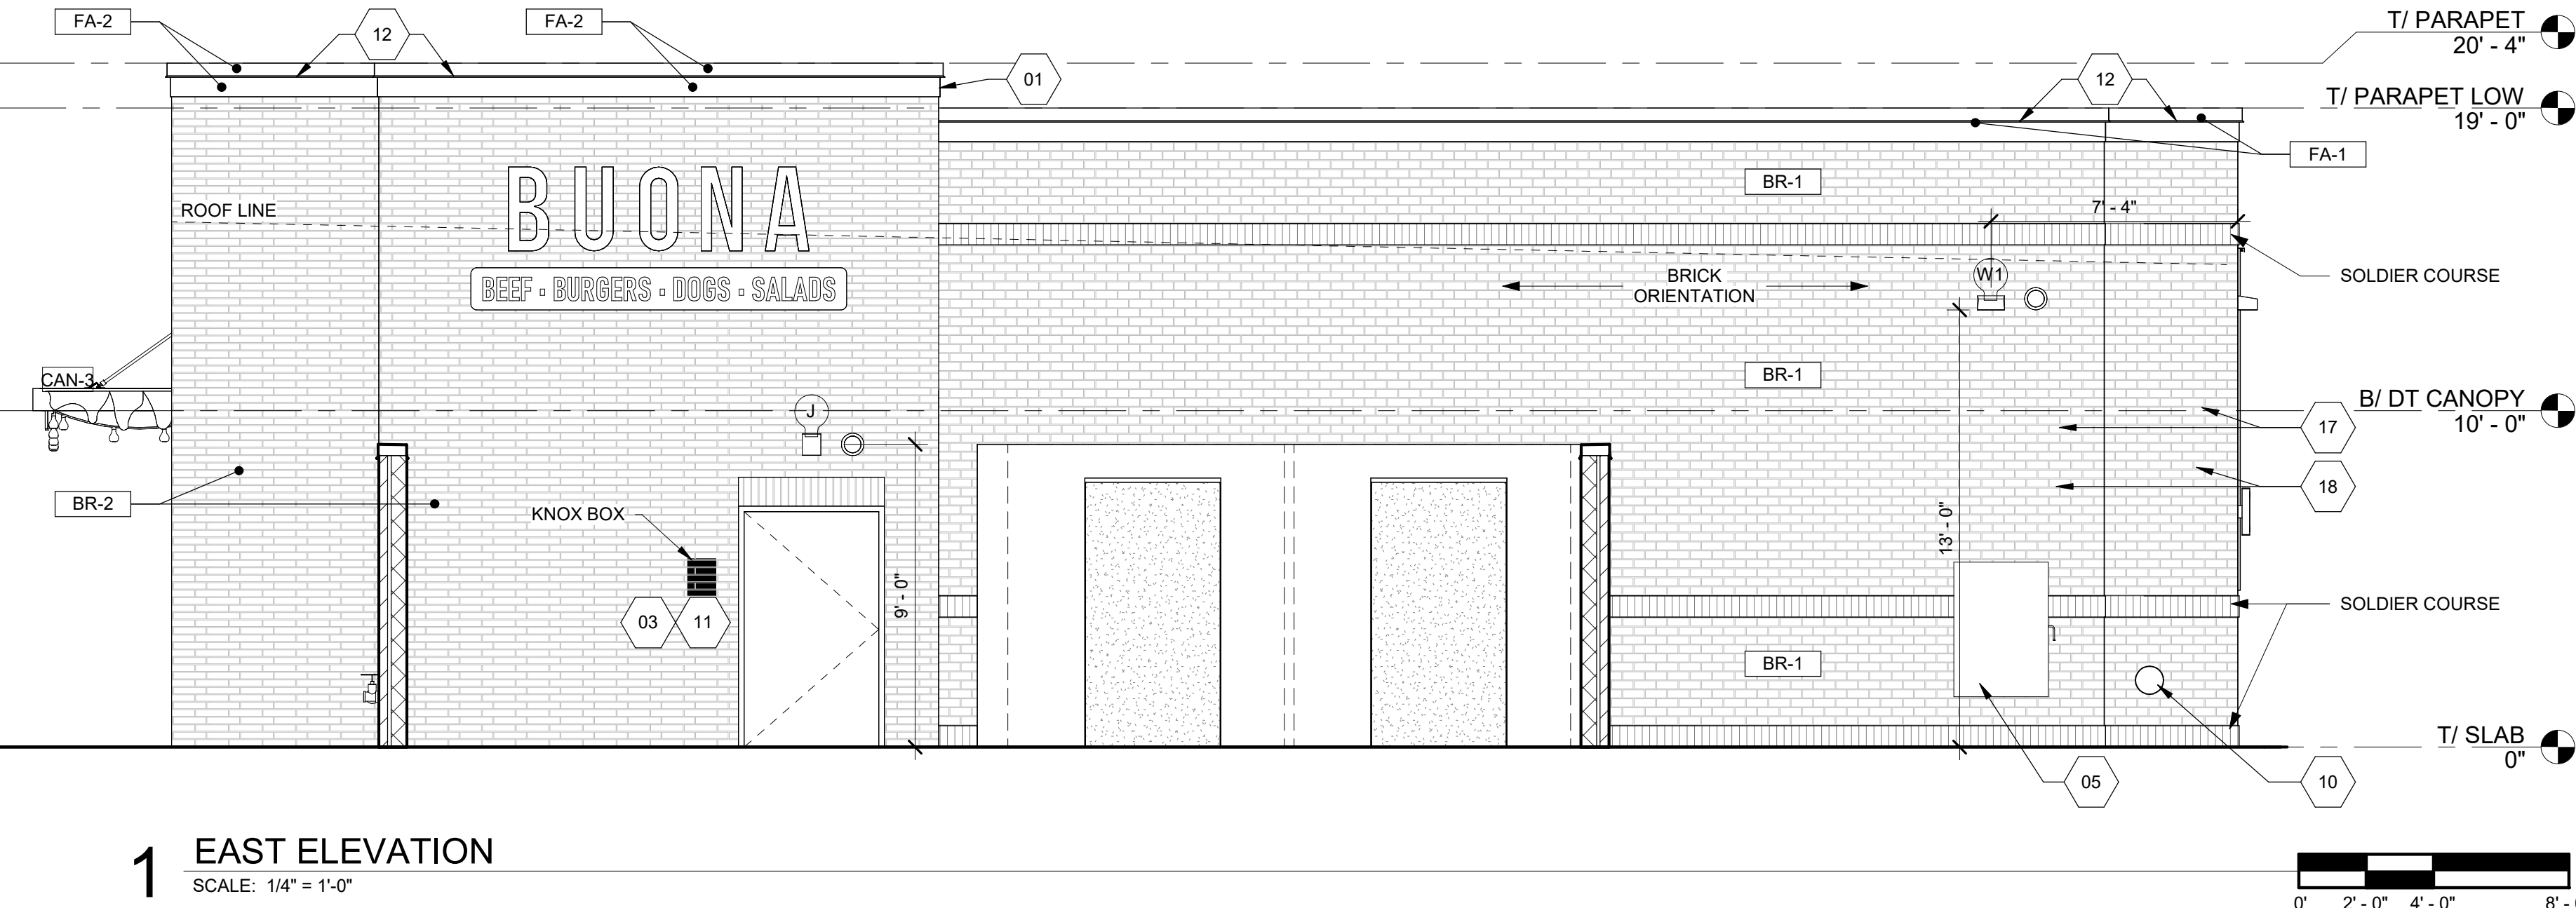 FA-2
12
FA-2
T/ PARAPET
20' - 4"
01
12
T/ PARAPET LOW
19' - 0"
FA-1
BR-1
BUONA
ROOF LINE
7' - 4"
BEEF · BURGERS · DOGS · SALADS
BRICK
ORIENTATION
W1
SOLDIER COURSE
CAN-3
BR-1
J
B/ DT CANOPY
10' - 0"
17
18
BR-2
KNOX BOX
13' - 0"
9' - 0"
03
11
SOLDIER COURSE
BR-1
T/ SLAB
0"
05
10
1
EAST ELEVATION
SCALE: 1/4" = 1'-0"
0'
2' - 0"
4' - 0"
8' -